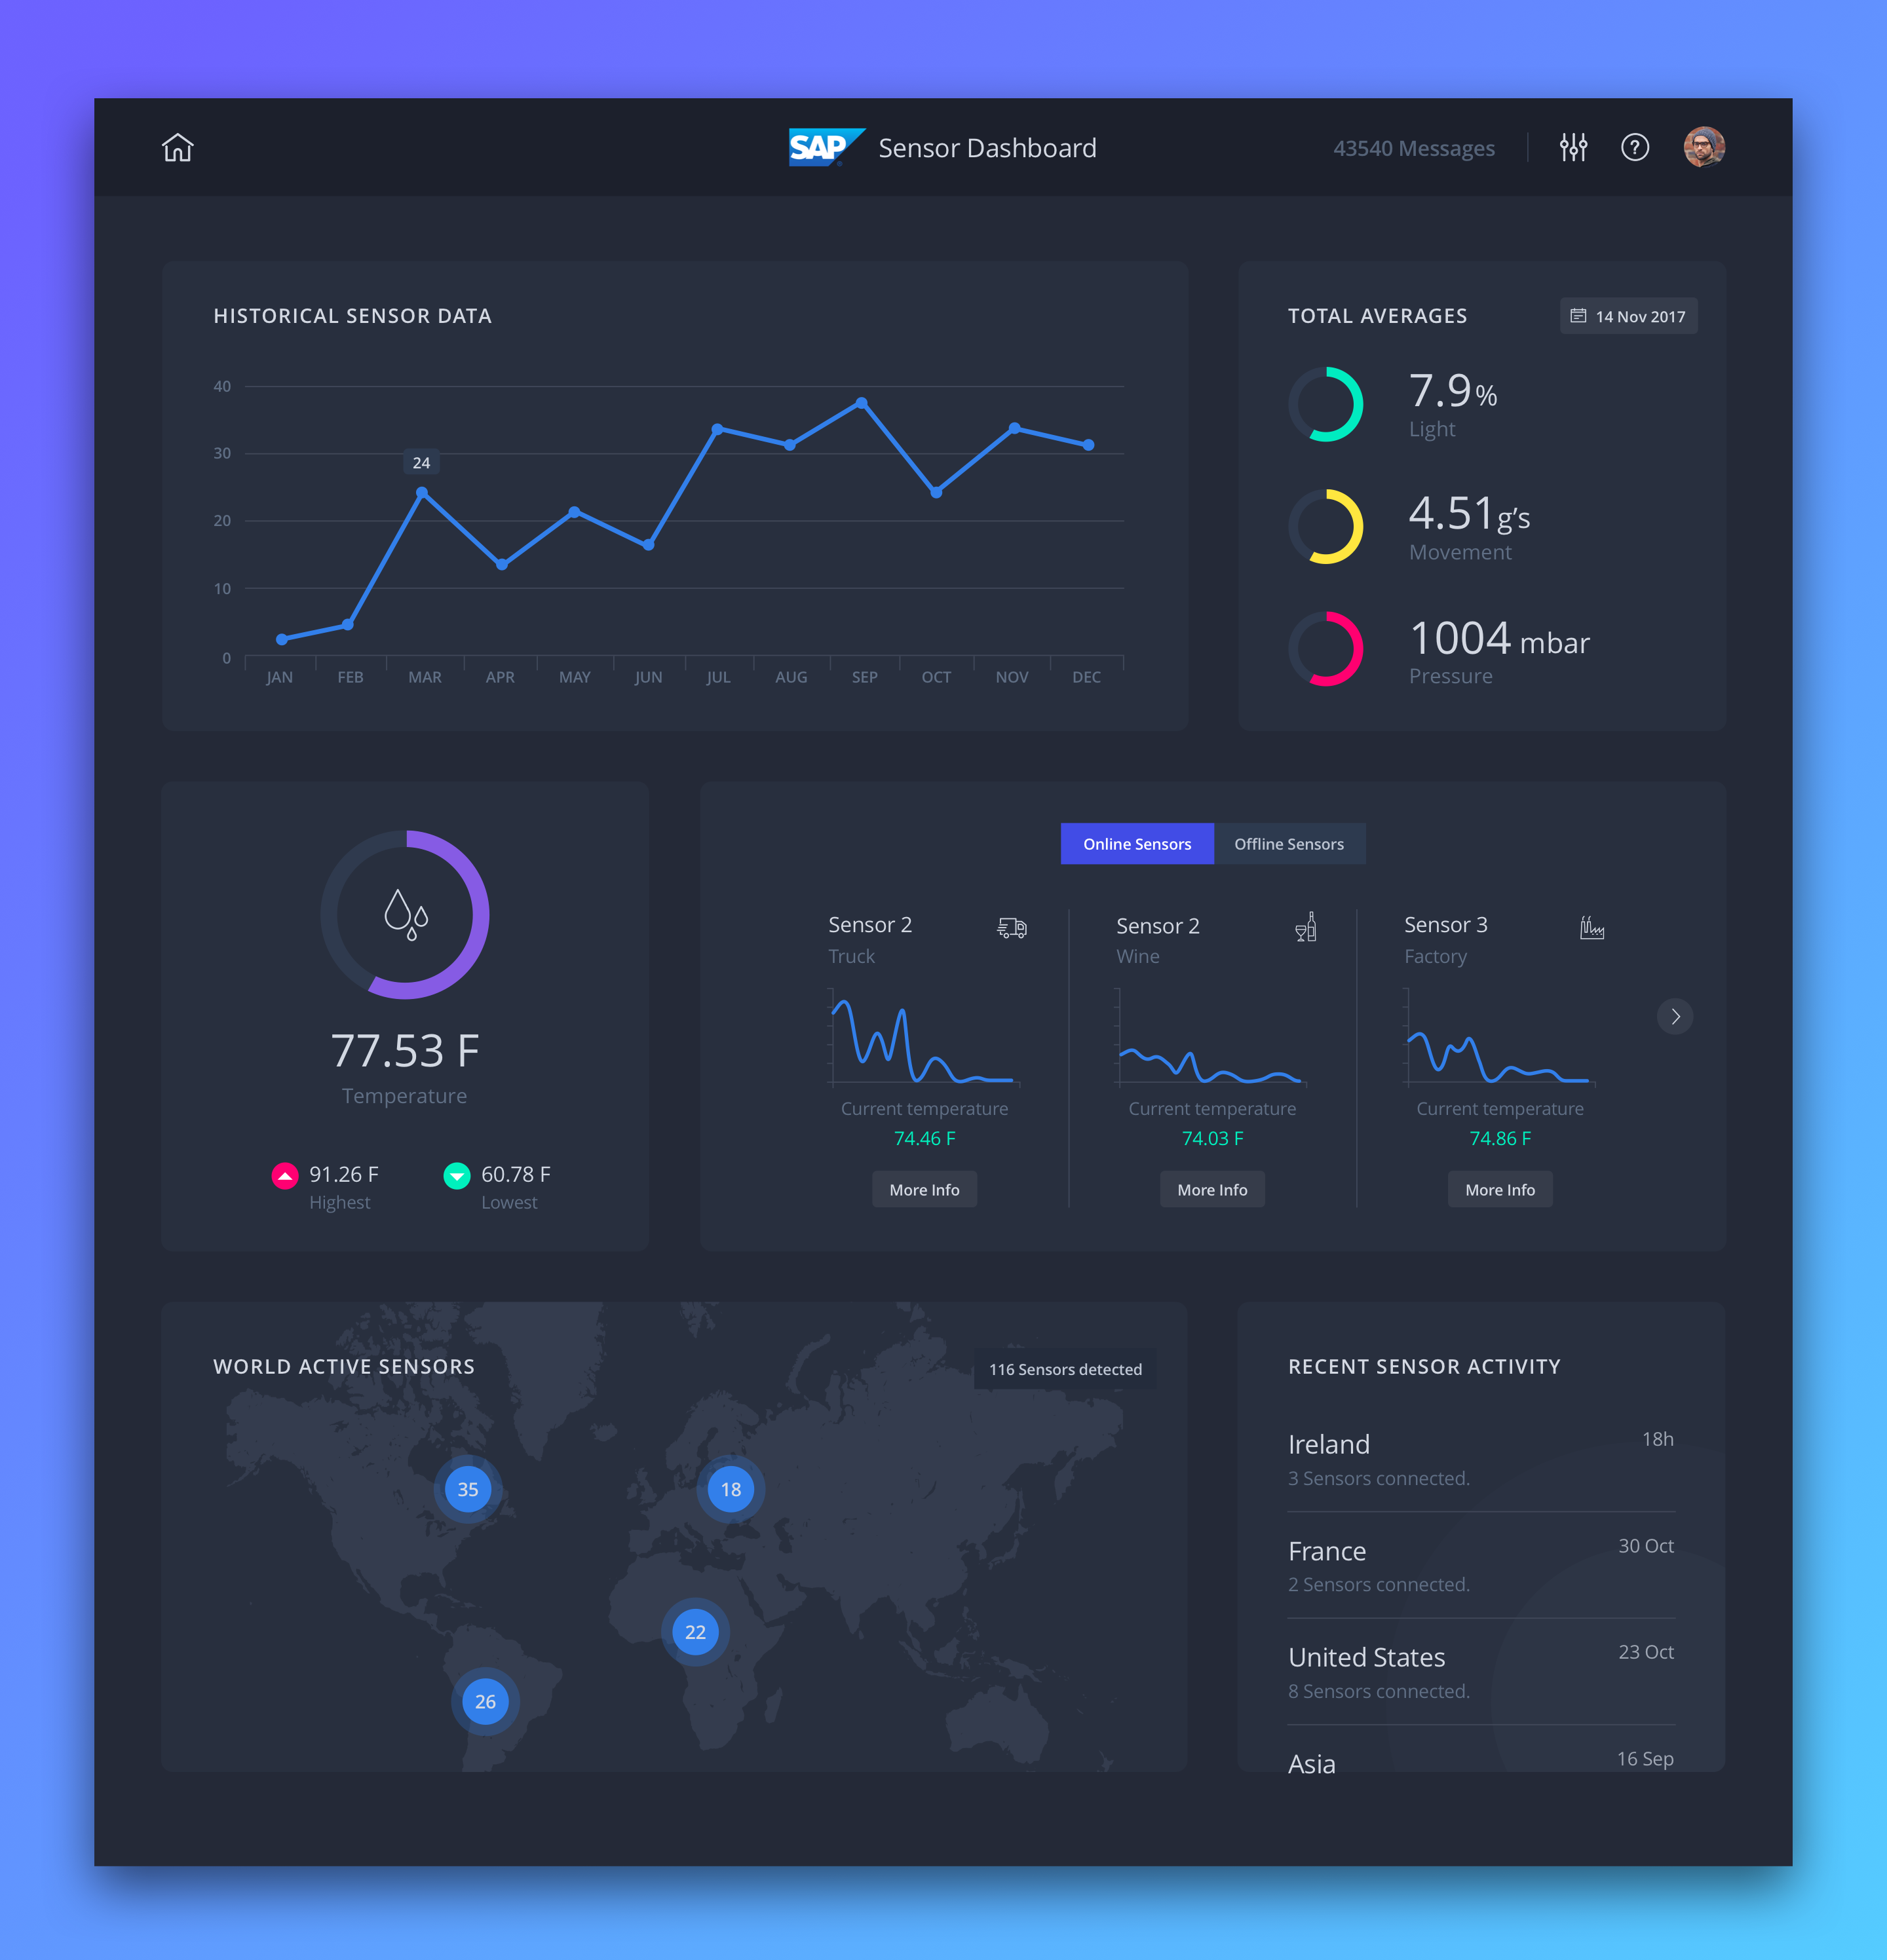 SAP Sensor Dashboard
43540 Messages
HISTORICAL SENSOR DATA
40
30
20
10
0
24
JAN FEB MAR APR MAY JUN JUL AUG SEP OCT NOV DEC
TOTAL AVERAGES
14 Nov 2017
7.9%
Light
4.51g’s
Movement
1004 mbar
Pressure
77.53 F
Temperature
91.26 F
Highest
60.78 F
Lowest
Online Sensors
Offline Sensors
Sensor 2
Truck
Current temperature
74.46 F
More Info
Sensor 2
Wine
Current temperature
74.03 F
More Info
Sensor 3
Factory
Current temperature
74.86 F
More Info
WORLD ACTIVE SENSORS
116 Sensors detected
35
18
22
26
RECENT SENSOR ACTIVITY
Ireland 18h
3 Sensors connected.
France 30 Oct
2 Sensors connected.
United States 23 Oct
8 Sensors connected.
Asia 16 Sep